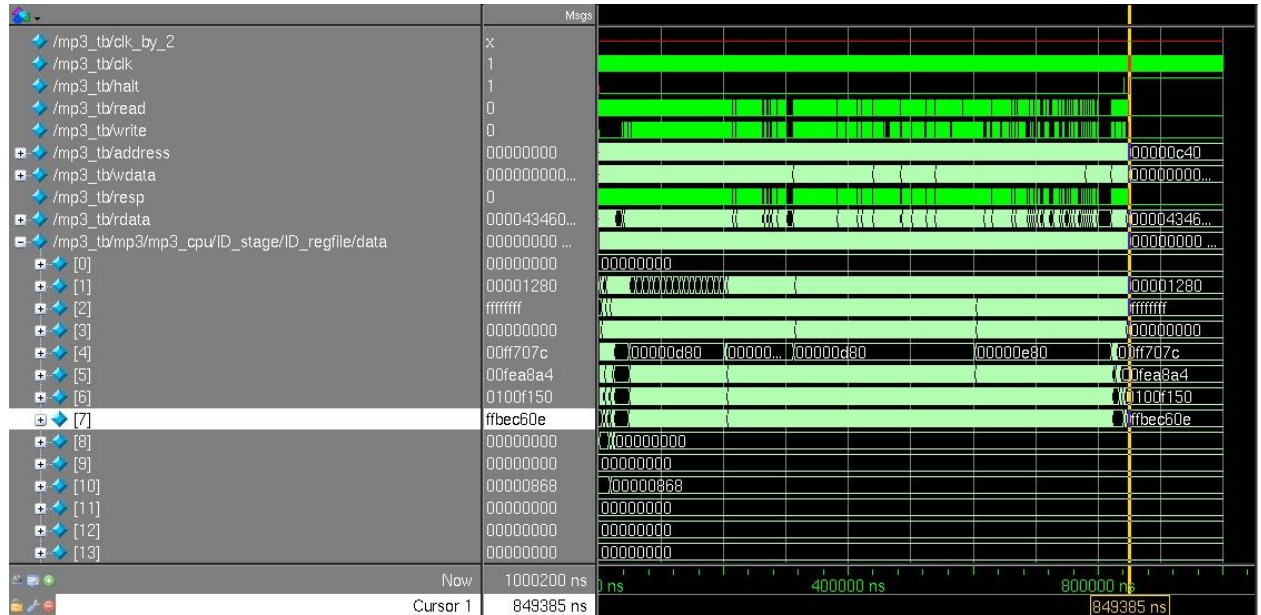 Msgs
/mp3_tb/clk_by_2 x
/mp3_tb/clk 1
/mp3_tb/halt 1
/mp3_tb/read 0
/mp3_tb/write 0
/mp3_tb/address 00000000 00000c40
/mp3_tb/wdata 000000000... 00000000...
/mp3_tb/resp 0
/mp3_tb/rdata 000043460... 00004346...
/mp3_tb/mp3/mp3_cpu/ID_stage/ID_regfile/data 00000000 ... 00000000 ...
[0] 00000000 00000000
[1] 00001280 00001280
[2] ffffffff ffffffff
[3] 00000000 00000000
[4] 00ff707c 00000d80 00000... 00000d80 00000e80 00ff707c
[5] 00fea8a4 00fea8a4
[6] 0100f150 0100f150
[7] ffbec60e ffbec60e
[8] 00000000 00000000
[9] 00000000 00000000
[10] 00000868 00000868
[11] 00000000 00000000
[12] 00000000 00000000
[13] 00000000 00000000
Now 1000200 ns ns 400000 ns 800000 ns
Cursor 1 849385 ns 849385 ns